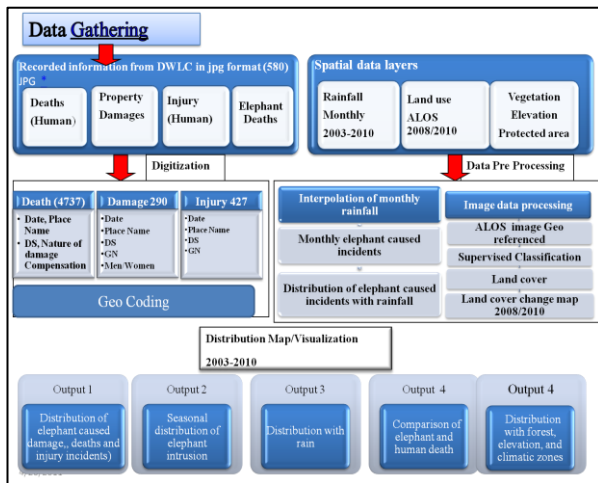 Data Gathering
Recorded information from DWLC in jpg format (580)
JPG *
Deaths
(Human)
Property
Damages
Injury
(Human)
Elephant
Deaths
Spatial data layers
Rainfall
Monthly
2003-2010
Land use
ALOS
2008/2010
Vegetation
Elevation
Protected area
Digitization
Data Pre Processing
Death (4737)
• Date, Place
Name
• DS, Nature of
damage
Compensation
Damage 290
•Date
•Place Name
•DS
•GN
•Men/Women
Injury 427
•Date
•Place Name
•DS
•GN
Geo Coding
Interpolation of monthly
rainfall
Monthly elephant caused
incidents
Distribution of elephant caused
incidents with rainfall
Image data processing
ALOS image Geo
referenced
Supervised Classification
Land cover
Land cover change map
2008/2010
Distribution Map/Visualization
2003-2010
Output 1
Distribution of
elephant caused
damage,, deaths and
injury incidents)
Output 2
Seasonal
distribution of
elephant
intrusion
Output 3
Distribution with
rain
Output 4
Comparison of
elephant and
human death
Output 4
Distribution
with forest,
elevation, and
climatic zones